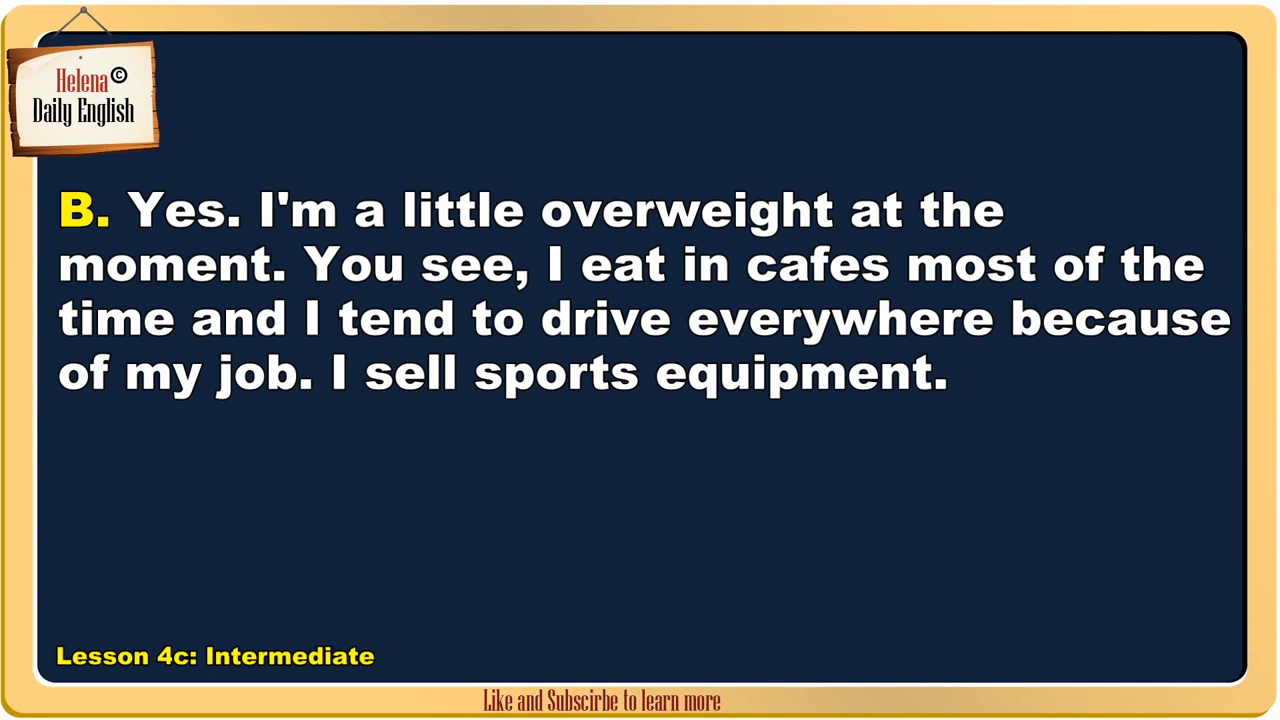 Helena ©
Daily English
B. Yes. I'm a little overweight at the
moment. You see, I eat in cafes most of the
time and I tend to drive everywhere because
of my job. I sell sports equipment.
Lesson 4c: Intermediate
Like and Subscirbe to learn more